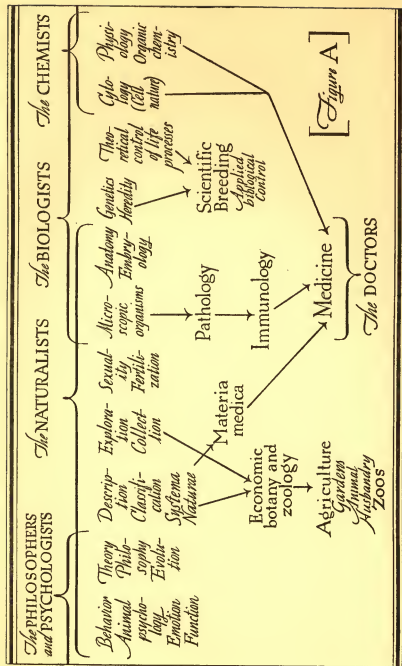 The PHILOSOPHERS
and PSYCHOLOGISTS
The NATURALISTS
The BIOLOGISTS
The CHEMISTS
Behavior
Animal
psycho-
logy
of
Emotion
Function
Theory
Philo-
sophy
Evolu-
tion
Descrip-
tion
Classifi-
cation
Systema
Naturae
Explora-
tion
Collect-
tion
Sexual-
ity
Fertili-
zation
Micro-
scopic
organisms
Anatomy
Embry-
ology
Genetics
Heredity
Theo-
retical
control
of life
processes
Cyto-
logy
(Cell
nature)
Physi-
ology
Organic
chem-
istry
Economic
botany and
zoology
Materia
medica
Pathology
Scientific
Breeding
Applied
biological
Control
Immunology
Agriculture
Gardens
Animal
Husbandry
ZOOS
Medicine
The DOCTORS
[Figure A]